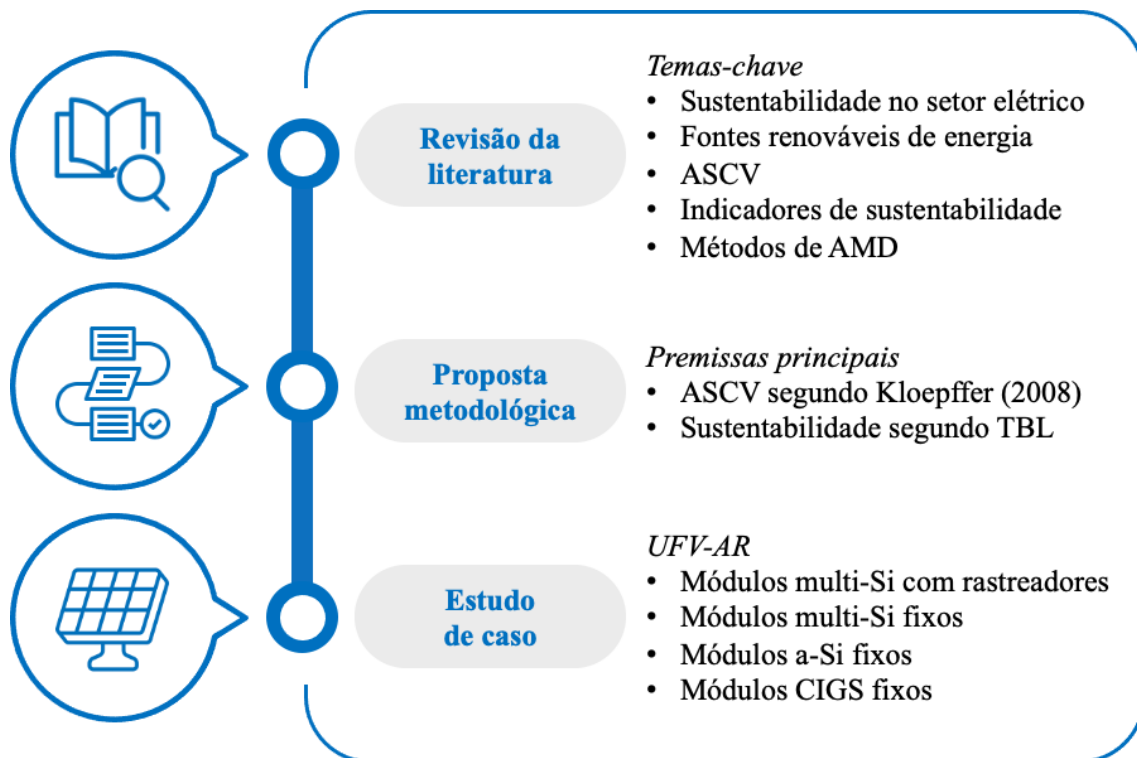 Revisão da
literatura
Temas-chave
• Sustentabilidade no setor elétrico
• Fontes renováveis de energia
• ASCV
• Indicadores de sustentabilidade
• Métodos de AMD
Proposta
metodológica
Premissas principais
• ASCV segundo Kloepffer (2008)
• Sustentabilidade segundo TBL
Estudo
de caso
UFV-AR
• Módulos multi-Si com rastreadores
• Módulos multi-Si fixos
• Módulos a-Si fixos
• Módulos CIGS fixos